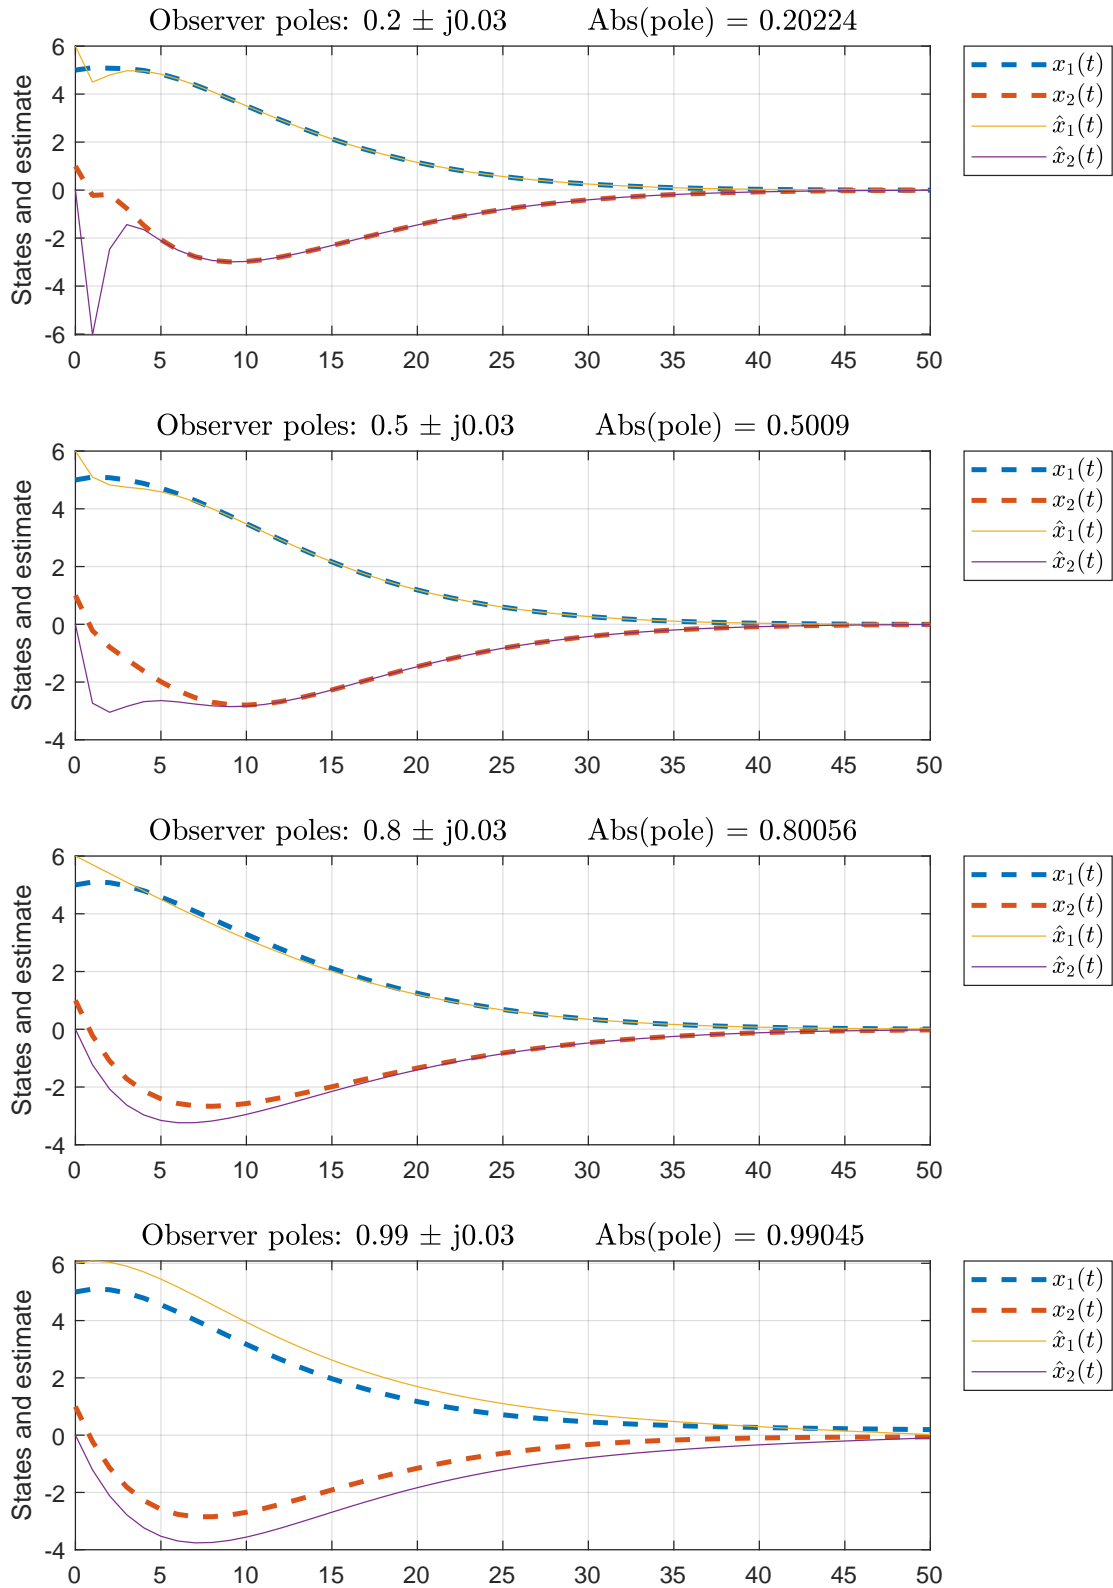 Observer poles: 0.2 ± j0.03 Abs(pole) = 0.20224
States and estimate
6
4
2
0
-2
-4
-6
0 5 10 15 20 25 30 35 40 45 50
x₁(t)
x₂(t)
x̂₁(t)
x̂₂(t)
Observer poles: 0.5 ± j0.03 Abs(pole) = 0.5009
States and estimate
6
4
2
0
-2
-4
0 5 10 15 20 25 30 35 40 45 50
x₁(t)
x₂(t)
x̂₁(t)
x̂₂(t)
Observer poles: 0.8 ± j0.03 Abs(pole) = 0.80056
States and estimate
6
4
2
0
-2
-4
0 5 10 15 20 25 30 35 40 45 50
x₁(t)
x₂(t)
x̂₁(t)
x̂₂(t)
Observer poles: 0.99 ± j0.03 Abs(pole) = 0.99045
States and estimate
6
4
2
0
-2
-4
0 5 10 15 20 25 30 35 40 45 50
x₁(t)
x₂(t)
x̂₁(t)
x̂₂(t)